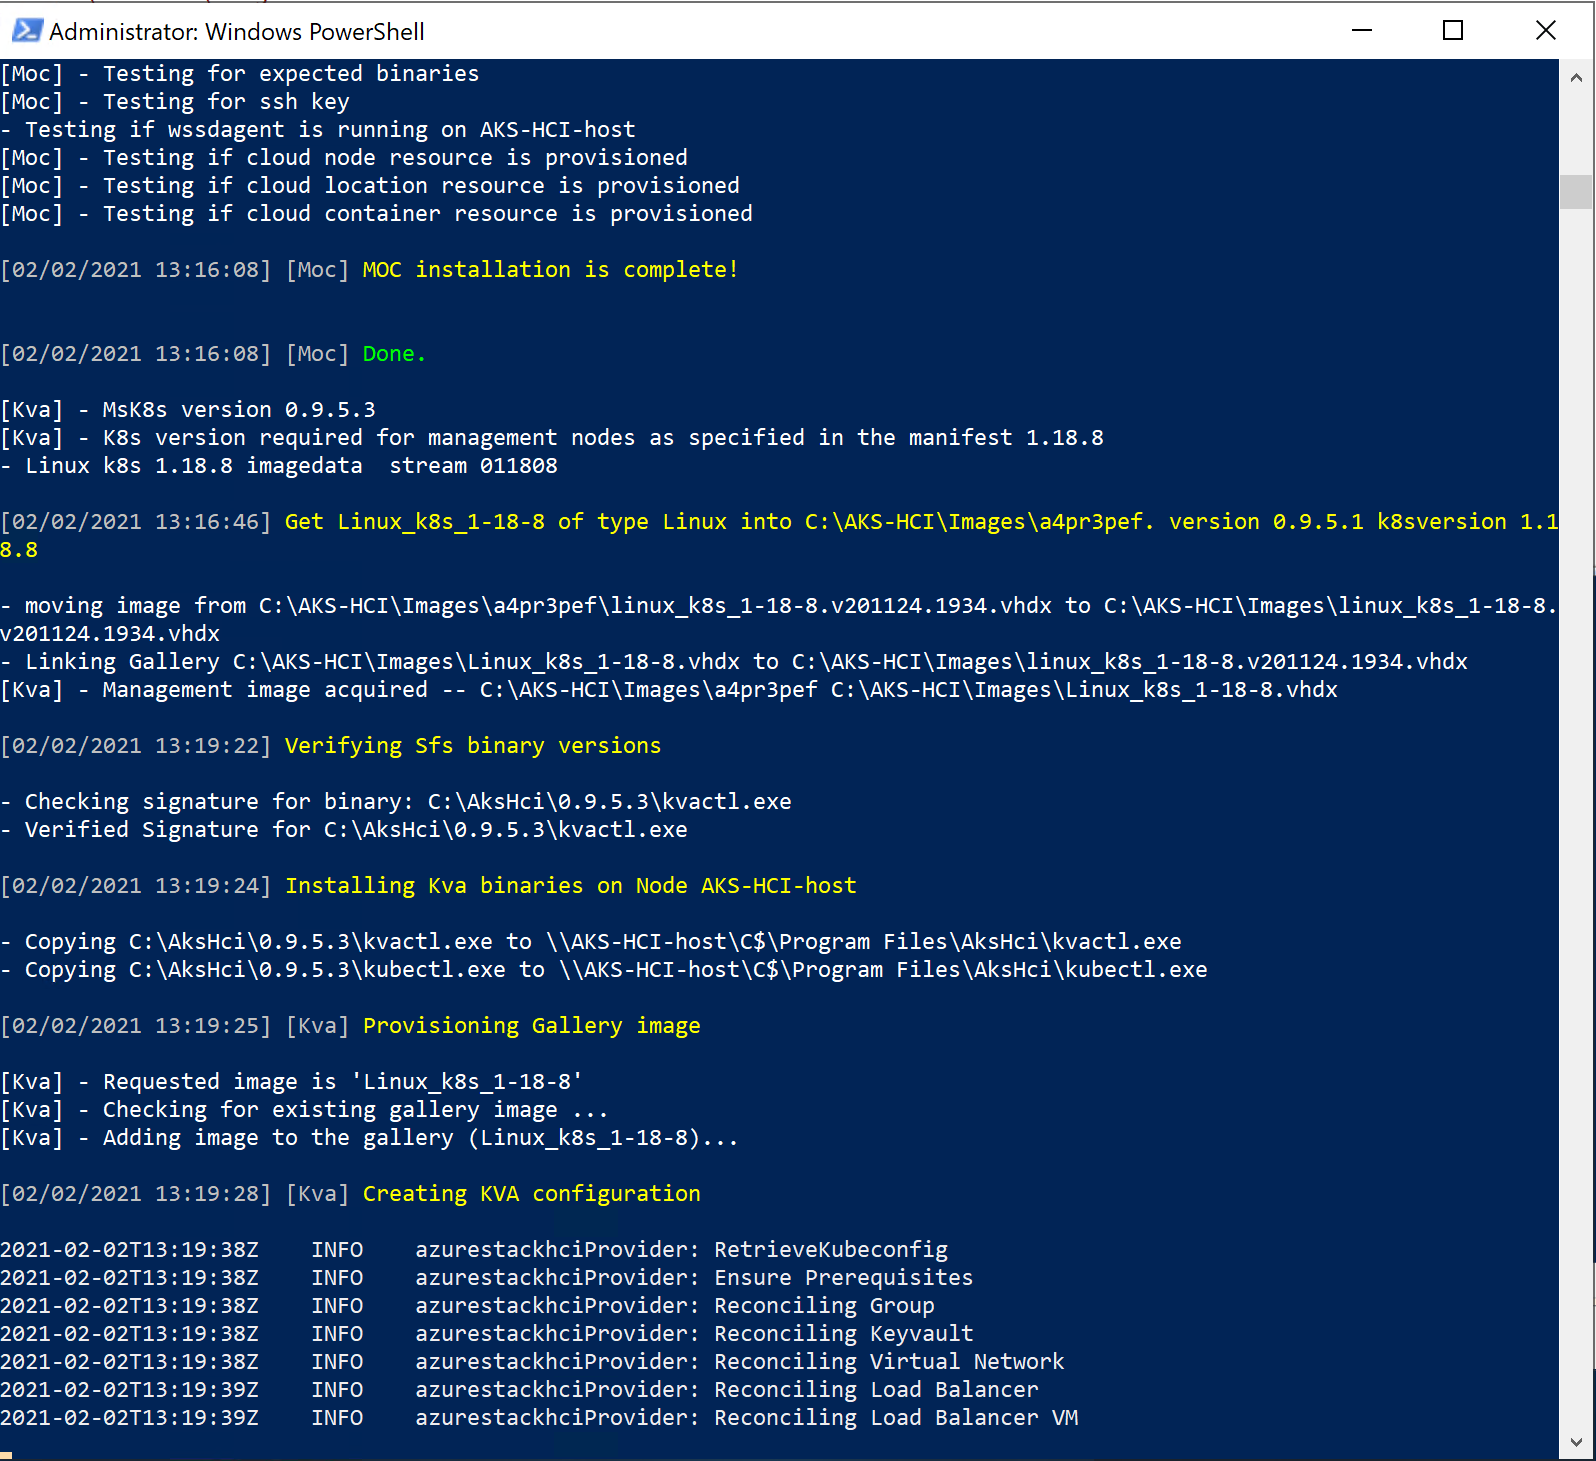 Administrator: Windows PowerShell
[Moc] - Testing for expected binaries
[Moc] - Testing for ssh key
- Testing if wssdagent is running on AKS-HCI-host
[Moc] - Testing if cloud node resource is provisioned
[Moc] - Testing if cloud location resource is provisioned
[Moc] - Testing if cloud container resource is provisioned
[02/02/2021 13:16:08] [Moc] MOC installation is complete!
[02/02/2021 13:16:08] [Moc] Done.
[Kva] - MsK8s version 0.9.5.3
[Kva] - K8s version required for management nodes as specified in the manifest 1.18.8
- Linux k8s 1.18.8 imagedata  stream 011808
[02/02/2021 13:16:46] Get Linux_k8s_1-18-8 of type Linux into C:\AKS-HCI\Images\a4pr3pef. version 0.9.5.1 k8sversion 1.1
8.8
- moving image from C:\AKS-HCI\Images\a4pr3pef\linux_k8s_1-18-8.v201124.1934.vhdx to C:\AKS-HCI\Images\linux_k8s_1-18-8.
v201124.1934.vhdx
- Linking Gallery C:\AKS-HCI\Images\Linux_k8s_1-18-8.vhdx to C:\AKS-HCI\Images\linux_k8s_1-18-8.v201124.1934.vhdx
[Kva] - Management image acquired -- C:\AKS-HCI\Images\a4pr3pef C:\AKS-HCI\Images\Linux_k8s_1-18-8.vhdx
[02/02/2021 13:19:22] Verifying Sfs binary versions
- Checking signature for binary: C:\AksHci\0.9.5.3\kvactl.exe
- Verified Signature for C:\AksHci\0.9.5.3\kvactl.exe
[02/02/2021 13:19:24] Installing Kva binaries on Node AKS-HCI-host
- Copying C:\AksHci\0.9.5.3\kvactl.exe to \\AKS-HCI-host\C$\Program Files\AksHci\kvactl.exe
- Copying C:\AksHci\0.9.5.3\kubectl.exe to \\AKS-HCI-host\C$\Program Files\AksHci\kubectl.exe
[02/02/2021 13:19:25] [Kva] Provisioning Gallery image
[Kva] - Requested image is 'Linux_k8s_1-18-8'
[Kva] - Checking for existing gallery image ...
[Kva] - Adding image to the gallery (Linux_k8s_1-18-8)...
[02/02/2021 13:19:28] [Kva] Creating KVA configuration
2021-02-02T13:19:38Z    INFO    azurestackhciProvider: RetrieveKubeconfig
2021-02-02T13:19:38Z    INFO    azurestackhciProvider: Ensure Prerequisites
2021-02-02T13:19:38Z    INFO    azurestackhciProvider: Reconciling Group
2021-02-02T13:19:38Z    INFO    azurestackhciProvider: Reconciling Keyvault
2021-02-02T13:19:38Z    INFO    azurestackhciProvider: Reconciling Virtual Network
2021-02-02T13:19:39Z    INFO    azurestackhciProvider: Reconciling Load Balancer
2021-02-02T13:19:39Z    INFO    azurestackhciProvider: Reconciling Load Balancer VM